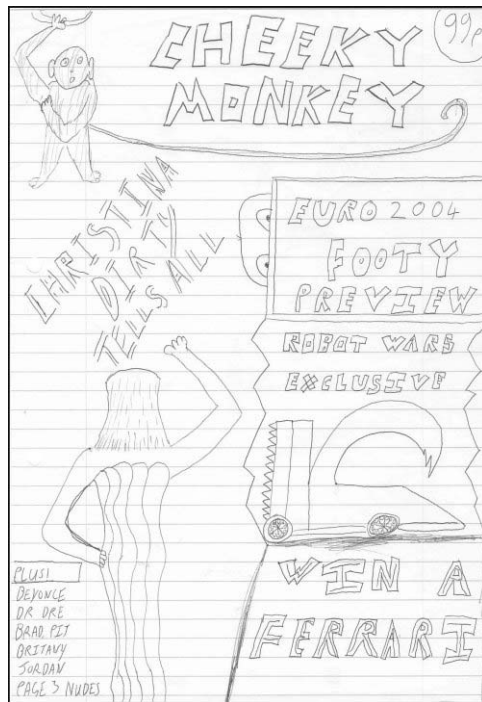 CHEEKY
MONKEY
99p
CHRISTINA
DIRTY
TELLS ALL
EURO 2004
FOOTY
PREVIEW
ROBOT WARS
EXCLUSIVE
WIN A
FERRARI
PLUS!
BEYONCE
DR DRE
BRAD PIT
BRITANY
JORDAN
PAGE 3 NUDES